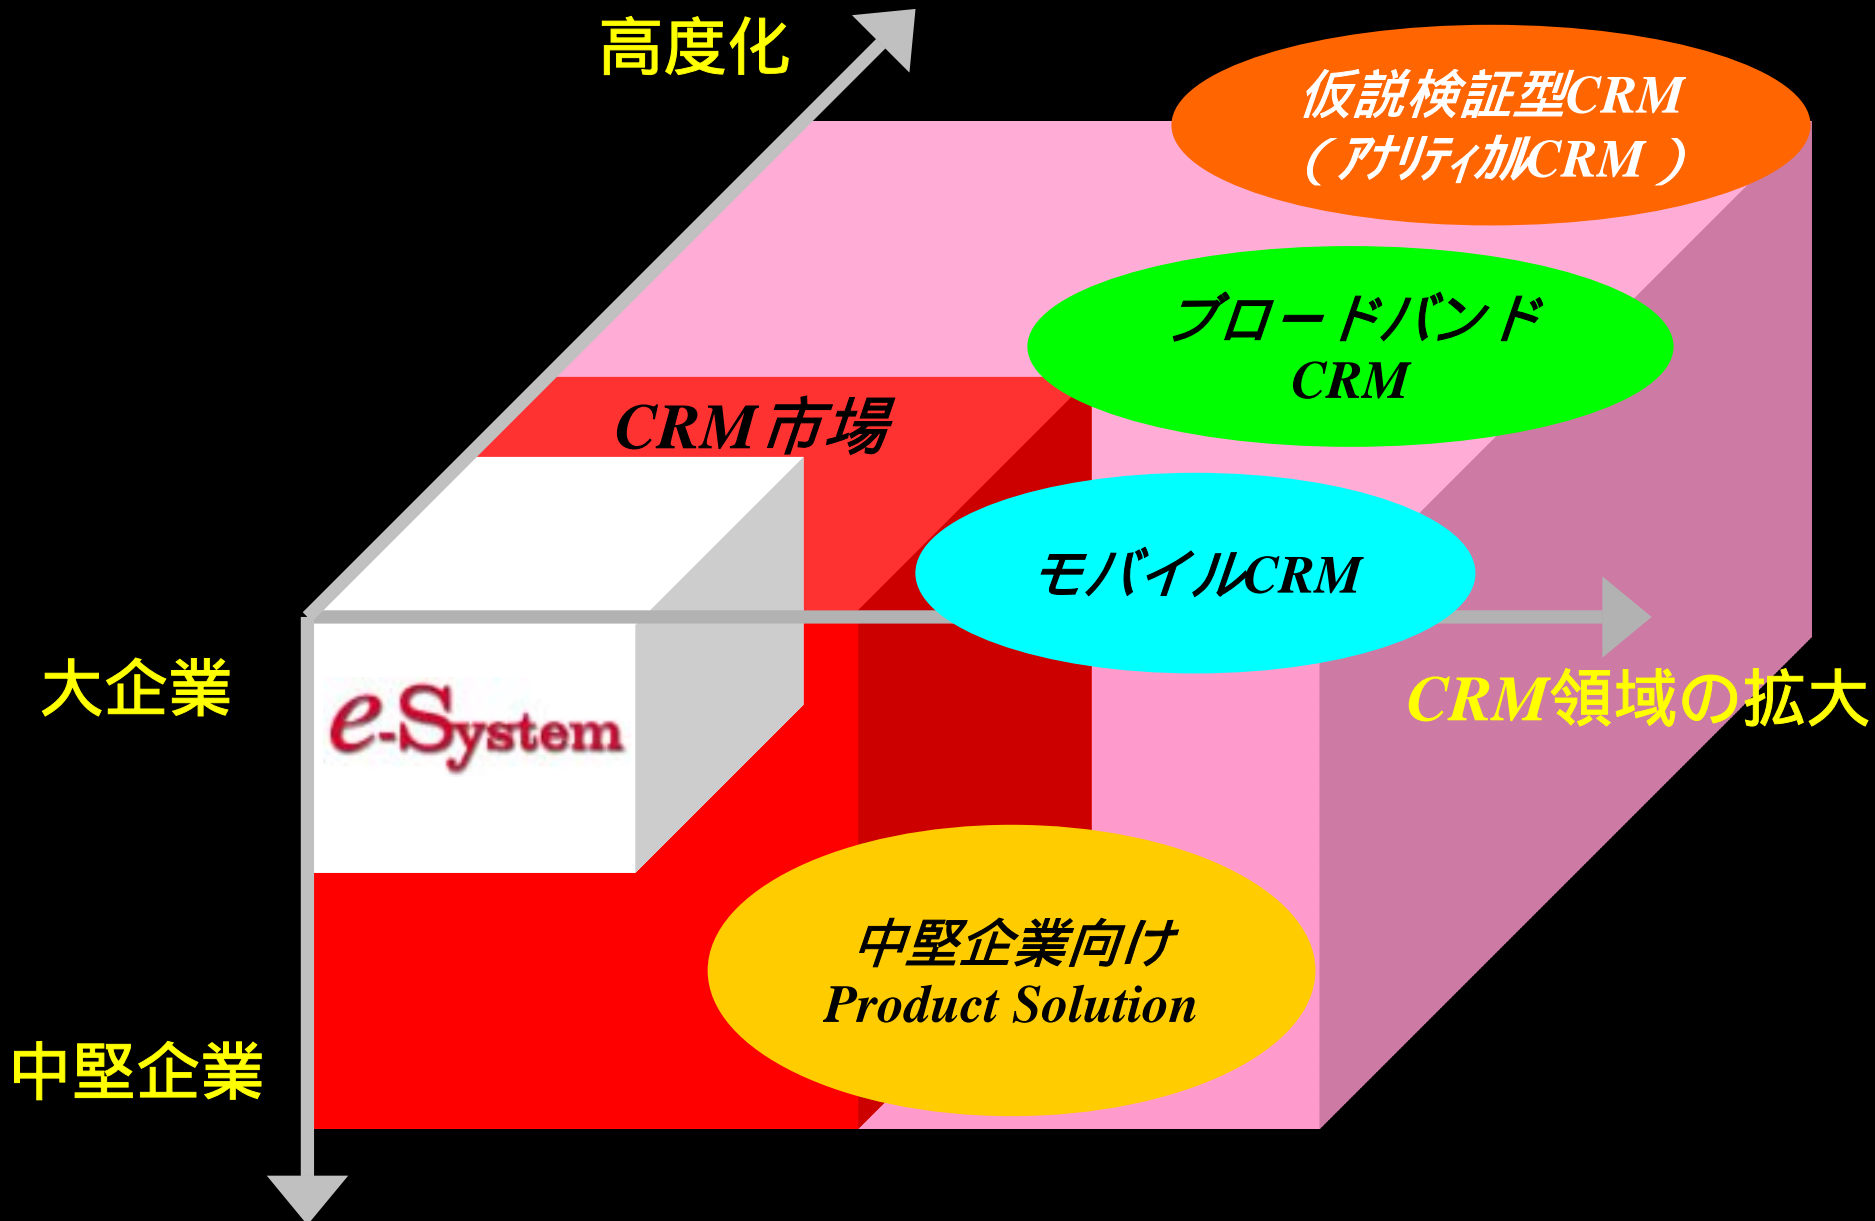 高度化
仮説検証型CRM
（ｱﾅﾘﾃｨｶﾙCRM）
ブロードバンド
CRM
CRM市場
モバイルCRM
大企業
e-System
CRM領域の拡大
中堅企業向け
Product Solution
中堅企業